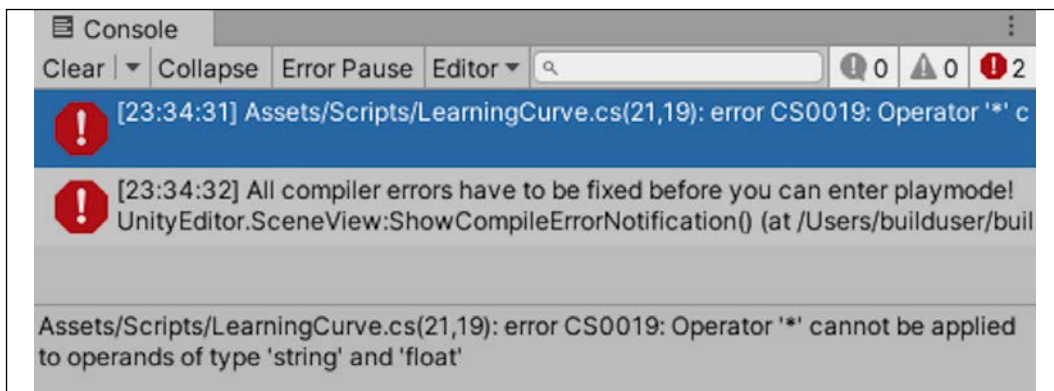 Console
Clear Collapse Error Pause Editor 0 0 2
[23:34:31] Assets/Scripts/LearningCurve.cs(21,19): error CS0019: Operator '*' c
[23:34:32] All compiler errors have to be fixed before you can enter playmode!
UnityEditor.SceneView:ShowCompileErrorNotification() (at /Users/builduser/buil
Assets/Scripts/LearningCurve.cs(21,19): error CS0019: Operator '*' cannot be applied
to operands of type 'string' and 'float'